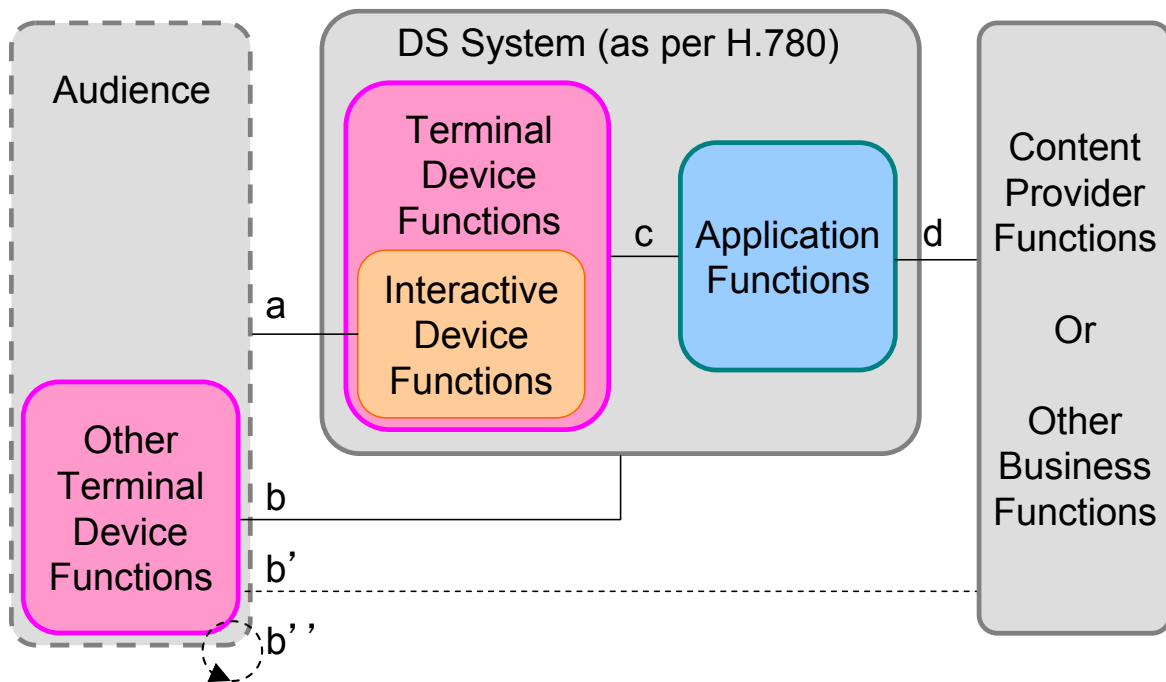 Audience
Other
Terminal
Device
Functions
DS System (as per H.780)
Terminal
Device
Functions
Interactive
Device
Functions
Application
Functions
Content
Provider
Functions
Or
Other
Business
Functions
a
b
b’
b’’
c
d